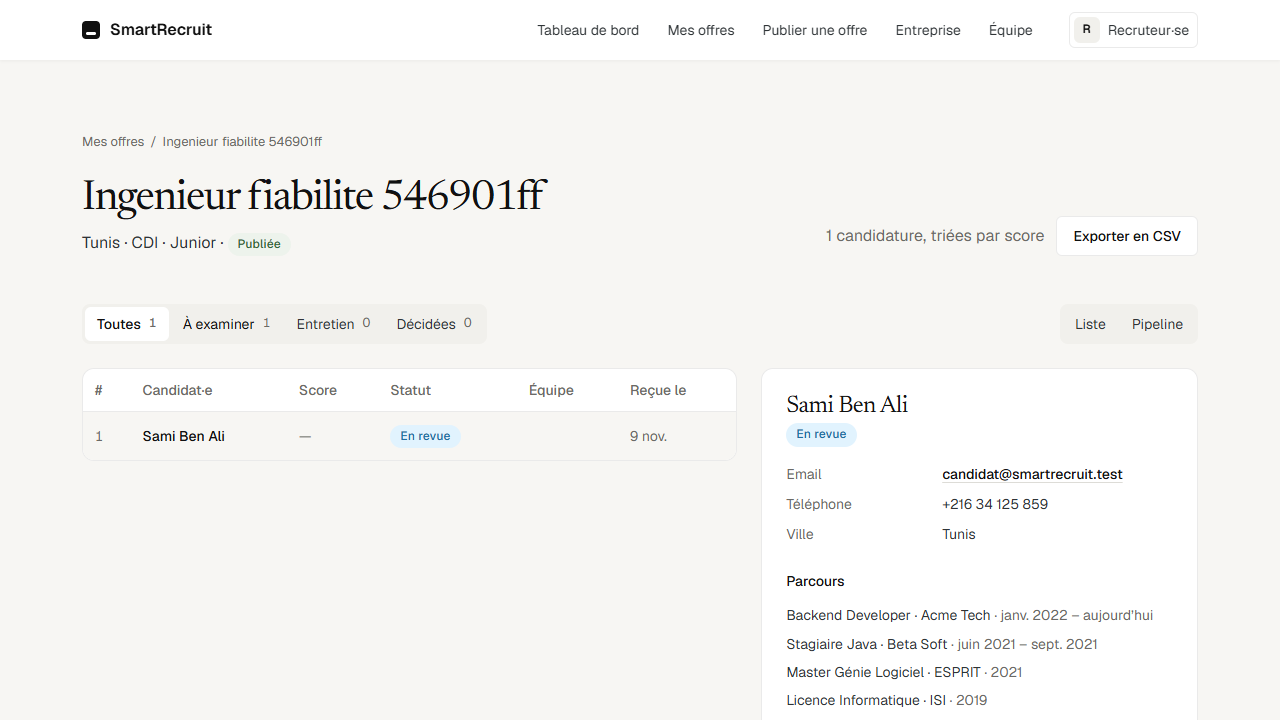 SmartRecruit
Tableau de bord Mes offres Publier une offre Entreprise Équipe R Recruteur·se
Mes offres / Ingenieur fiabilite 546901ff
Ingenieur fiabilite 546901ff
Tunis · CDI · Junior · Publiée
1 candidature, triées par score Exporter en CSV
Toutes 1 À examiner 1 Entretien 0 Décidées 0
Liste Pipeline
# Candidat·e Score Statut Équipe Reçue le
1 Sami Ben Ali — En revue 9 nov.
Sami Ben Ali
En revue
Email candidat@smartrecruit.test
Téléphone +216 34 125 859
Ville Tunis
Parcours
Backend Developer · Acme Tech · janv. 2022 – aujourd'hui
Stagiaire Java · Beta Soft · juin 2021 – sept. 2021
Master Génie Logiciel · ESPRIT · 2021
Licence Informatique · ISI · 2019